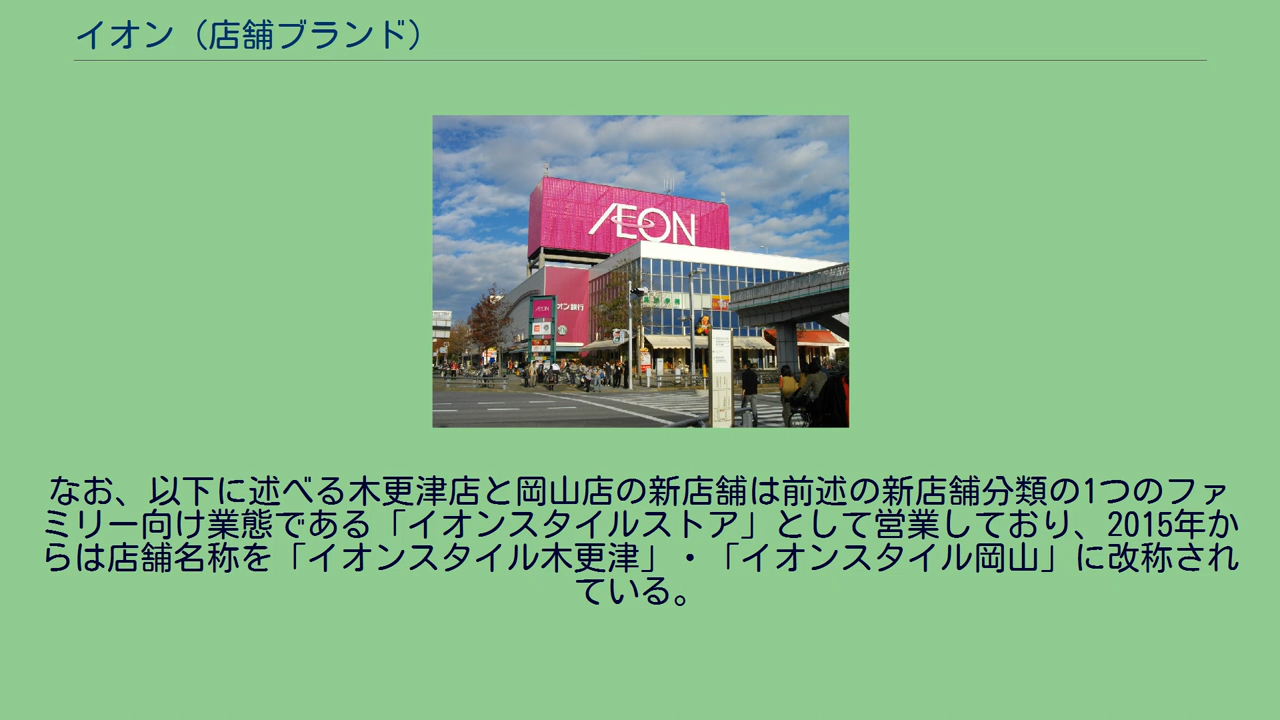 イオン（店舗ブランド）
ÆON
AEON
オン銀行
なお、以下に述べる木更津店と岡山店の新店舗は前述の新店舗分類の1つのファ
ミリー向け業態である「イオンスタイルストア」として営業しており、2015年か
らは店舗名称を「イオンスタイル木更津」・「イオンスタイル岡山」に改称され
ている。